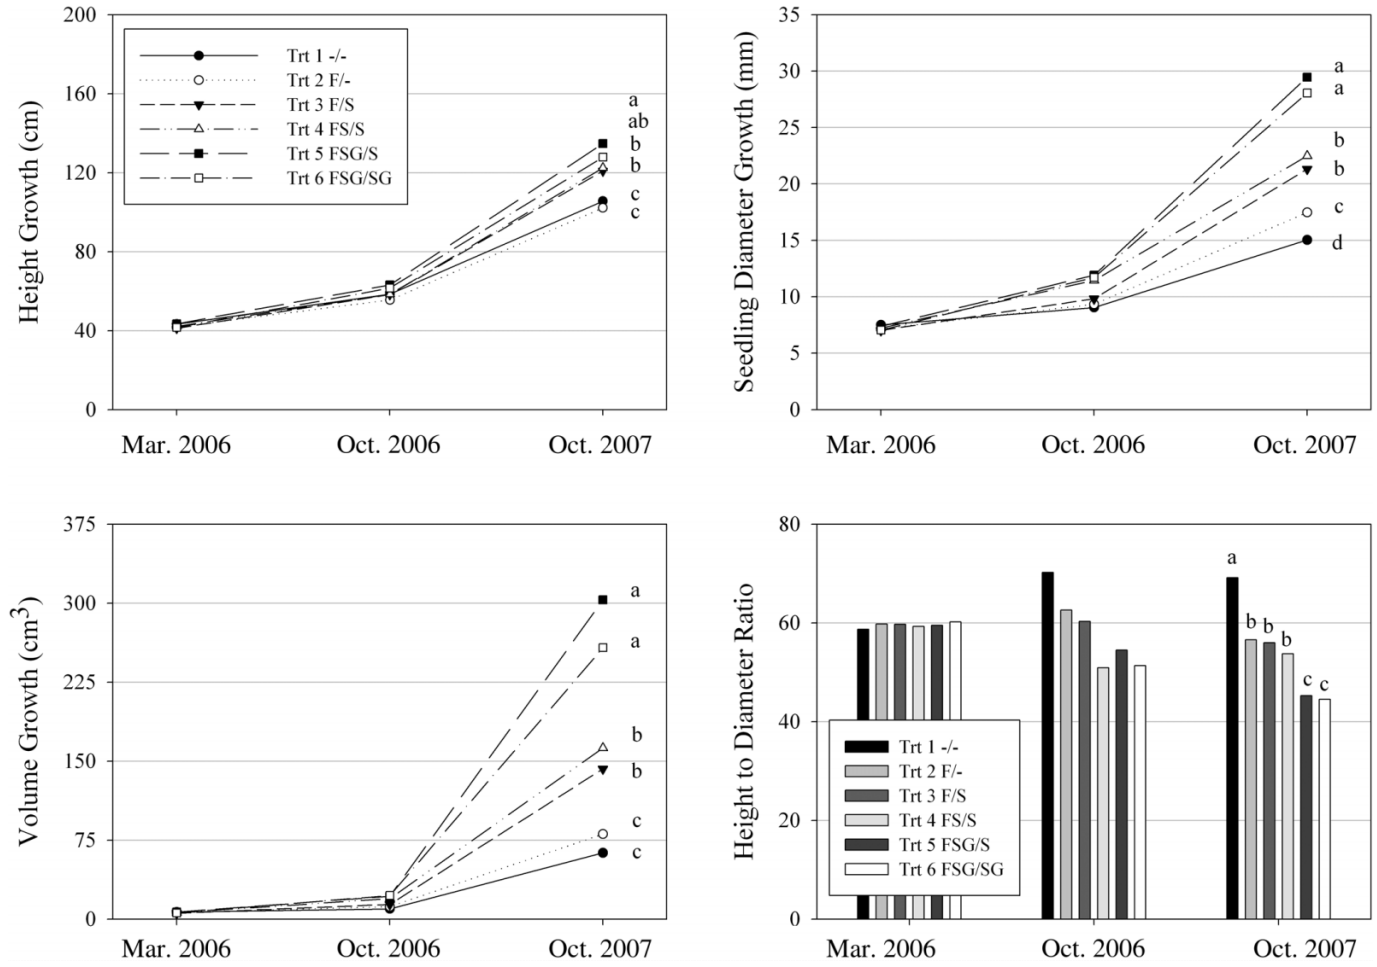 Height Growth (cm)
200
160
120
80
40
0
Trt 1 -/-
Trt 2 F/-
Trt 3 F/S
Trt 4 FS/S
Trt 5 FSG/S
Trt 6 FSG/SG
a
ab
b
b
c
c
Mar. 2006 Oct. 2006 Oct. 2007
Seedling Diameter Growth (mm)
35
30
25
20
15
10
5
0
a
a
b
b
c
d
Mar. 2006 Oct. 2006 Oct. 2007
Volume Growth (cm³)
375
300
225
150
75
0
a
a
b
b
c
c
Mar. 2006 Oct. 2006 Oct. 2007
Height to Diameter Ratio
80
60
40
20
0
a
b b b
c c
Trt 1 -/-
Trt 2 F/-
Trt 3 F/S
Trt 4 FS/S
Trt 5 FSG/S
Trt 6 FSG/SG
Mar. 2006 Oct. 2006 Oct. 2007